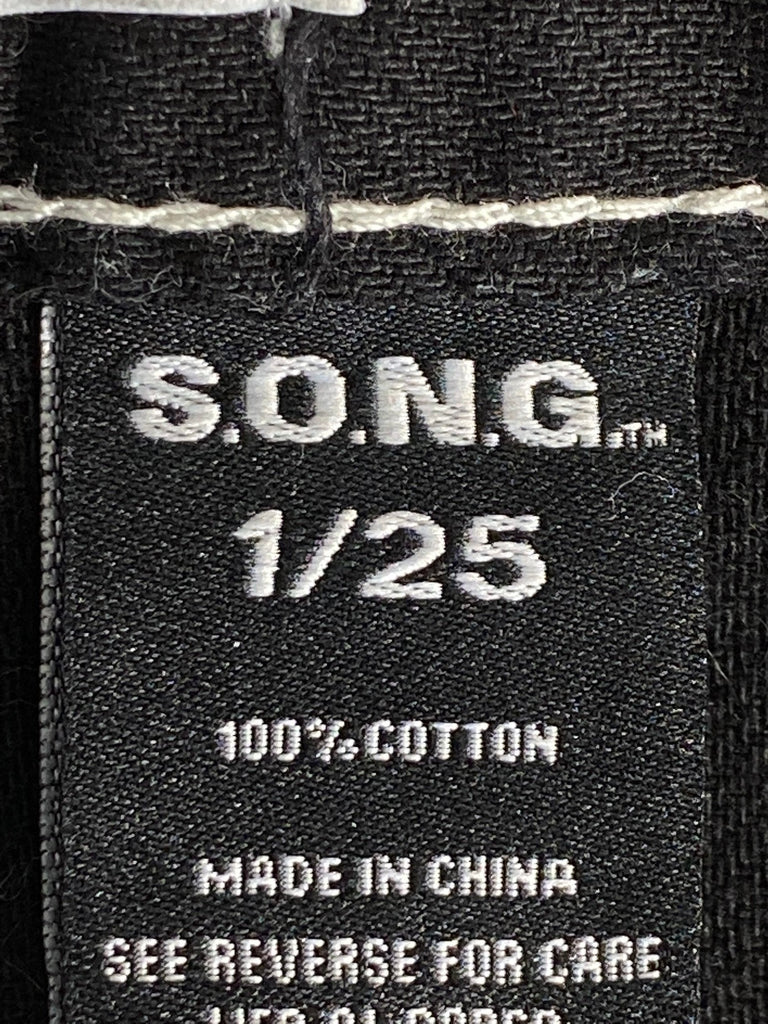 S.O.N.G.™
1/25
100% COTTON
MADE IN CHINA
SEE REVERSE FOR CARE